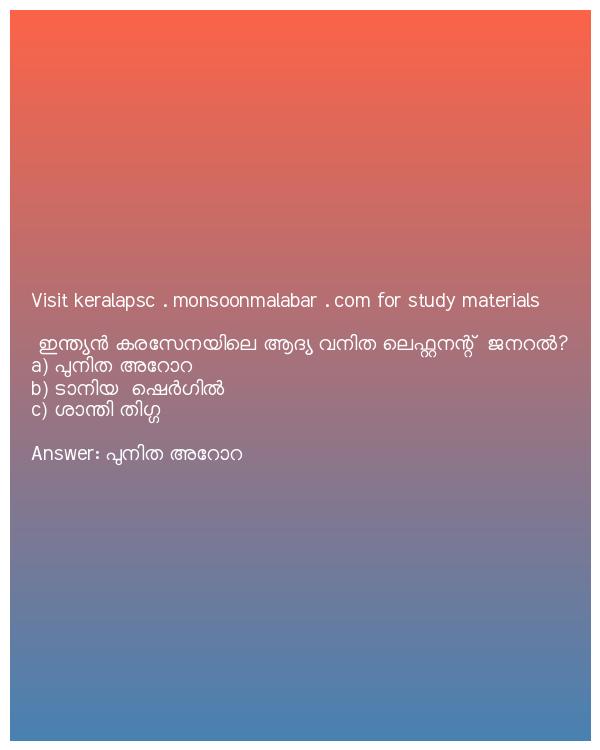 Visit keralapsc . monsoonmalabar . com for study materials
ഇന്ത്യൻ കരസേനയിലെ ആദ്യ വനിത ലെഫ്റ്റനന്റ്  ജനറൽ?
a) പുനിത അറോറ
b) ടാനിയ  ഷെർഗിൽ
c) ശാന്തി തിഗ്ഗ
Answer: പുനിത അറോറ